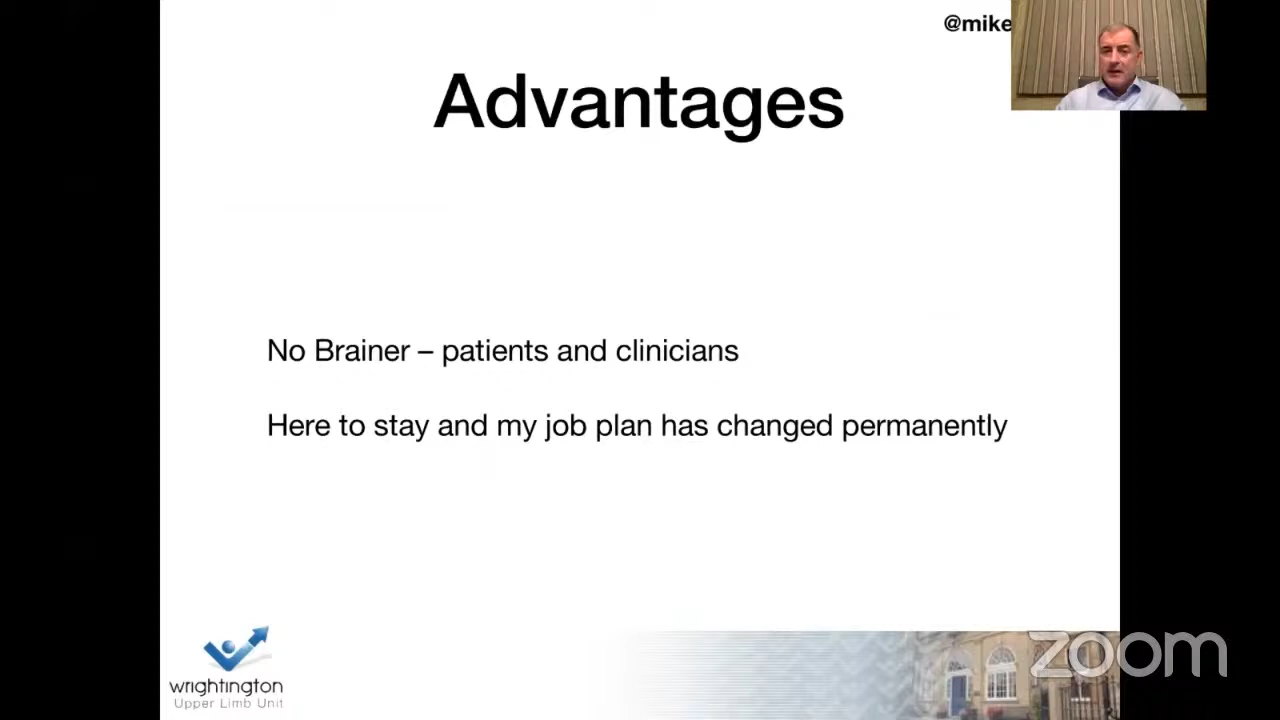 @mike
Advantages
No Brainer – patients and clinicians
Here to stay and my job plan has changed permanently
wrightington
Upper Limb Unit
zoom